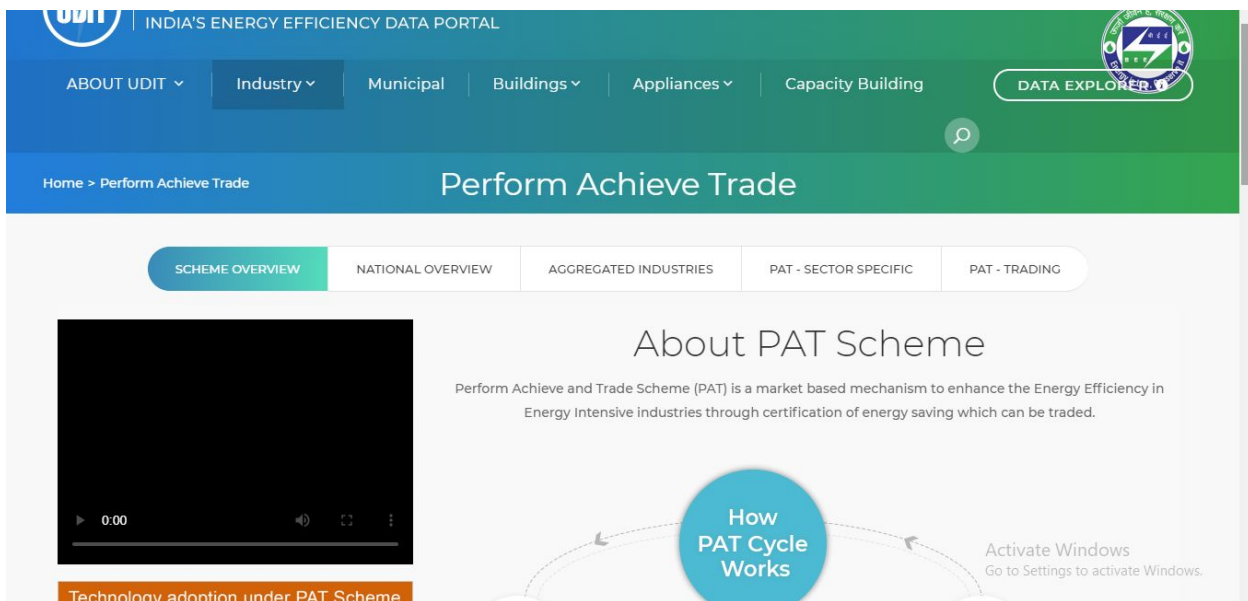 UDIT
INDIA'S ENERGY EFFICIENCY DATA PORTAL
ABOUT UDIT
Industry
Municipal
Buildings
Appliances
Capacity Building
DATA EXPLORER
Home > Perform Achieve Trade
Perform Achieve Trade
SCHEME OVERVIEW
NATIONAL OVERVIEW
AGGREGATED INDUSTRIES
PAT - SECTOR SPECIFIC
PAT - TRADING
About PAT Scheme
Perform Achieve and Trade Scheme (PAT) is a market based mechanism to enhance the Energy Efficiency in
Energy Intensive industries through certification of energy saving which can be traded.
0:00
How
PAT Cycle
Works
Activate Windows
Go to Settings to activate Windows.
Technology adoption under PAT Scheme